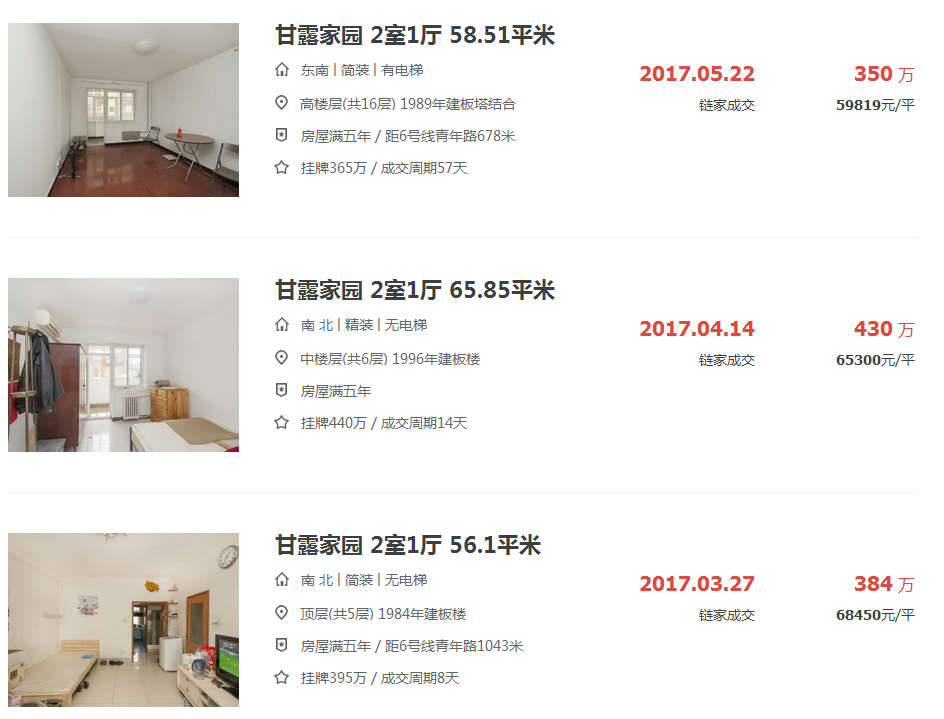 甘露家园 2室1厅 58.51平米
东南 | 简装 | 有电梯
2017.05.22
350 万
高楼层(共16层) 1989年建板塔结合
链家成交
59819元/平
房屋满五年 / 距6号线青年路678米
挂牌365万 / 成交周期57天
甘露家园 2室1厅 65.85平米
南 北 | 精装 | 无电梯
2017.04.14
430 万
中楼层(共6层) 1996年建板楼
链家成交
65300元/平
房屋满五年
挂牌440万 / 成交周期14天
甘露家园 2室1厅 56.1平米
南 北 | 简装 | 无电梯
2017.03.27
384 万
顶层(共5层) 1984年建板楼
链家成交
68450元/平
房屋满五年 / 距6号线青年路1043米
挂牌395万 / 成交周期8天